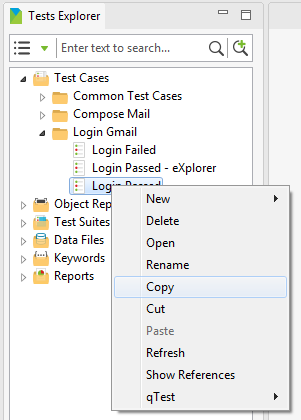 Tests Explorer
Enter text to search...
Test Cases
Common Test Cases
Compose Mail
Login Gmail
Login Failed
Login Passed - eXplorer
Login Passed
Object Rep
Test Suites
Data Files
Keywords
Reports
New
Delete
Open
Rename
Copy
Cut
Paste
Refresh
Show References
qTest